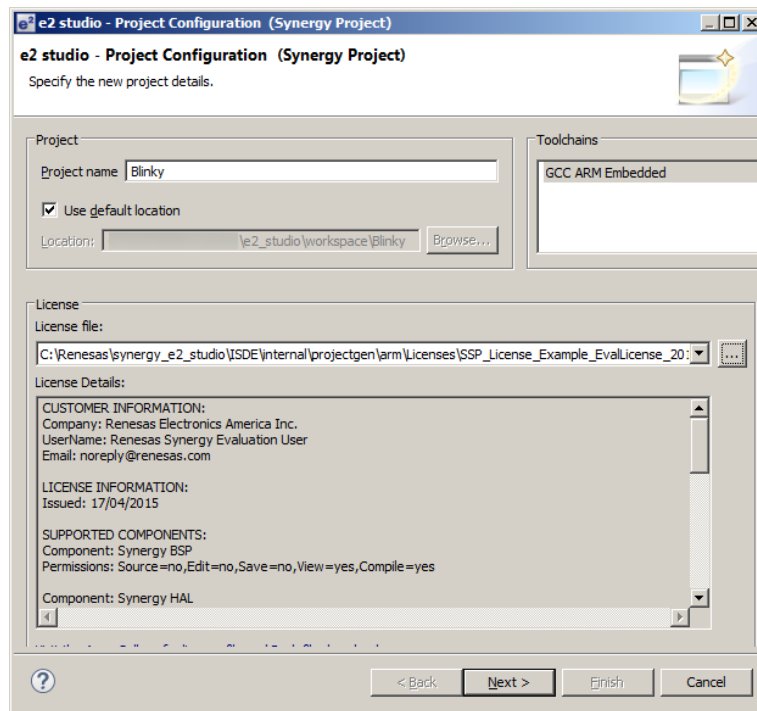 e2 studio - Project Configuration (Synergy Project)
e2 studio - Project Configuration (Synergy Project)
Specify the new project details.
Project
Project name Blinky
Use default location
Location: \e2_studio\workspace\Blinky Browse...
Toolchains
GCC ARM Embedded
License
License file:
C:\Renesas\synergy_e2_studio\ISDE\internal\projectgen\arm\Licenses\SSP_License_Example_EvalLicense_201
...
License Details:
CUSTOMER INFORMATION:
Company: Renesas Electronics America Inc.
UserName: Renesas Synergy Evaluation User
Email: noreply@renesas.com
LICENSE INFORMATION:
Issued: 17/04/2015
SUPPORTED COMPONENTS:
Component: Synergy BSP
Permissions: Source=no,Edit=no,Save=no,View=yes,Compile=yes
Component: Synergy HAL
? < Back Next > Finish Cancel